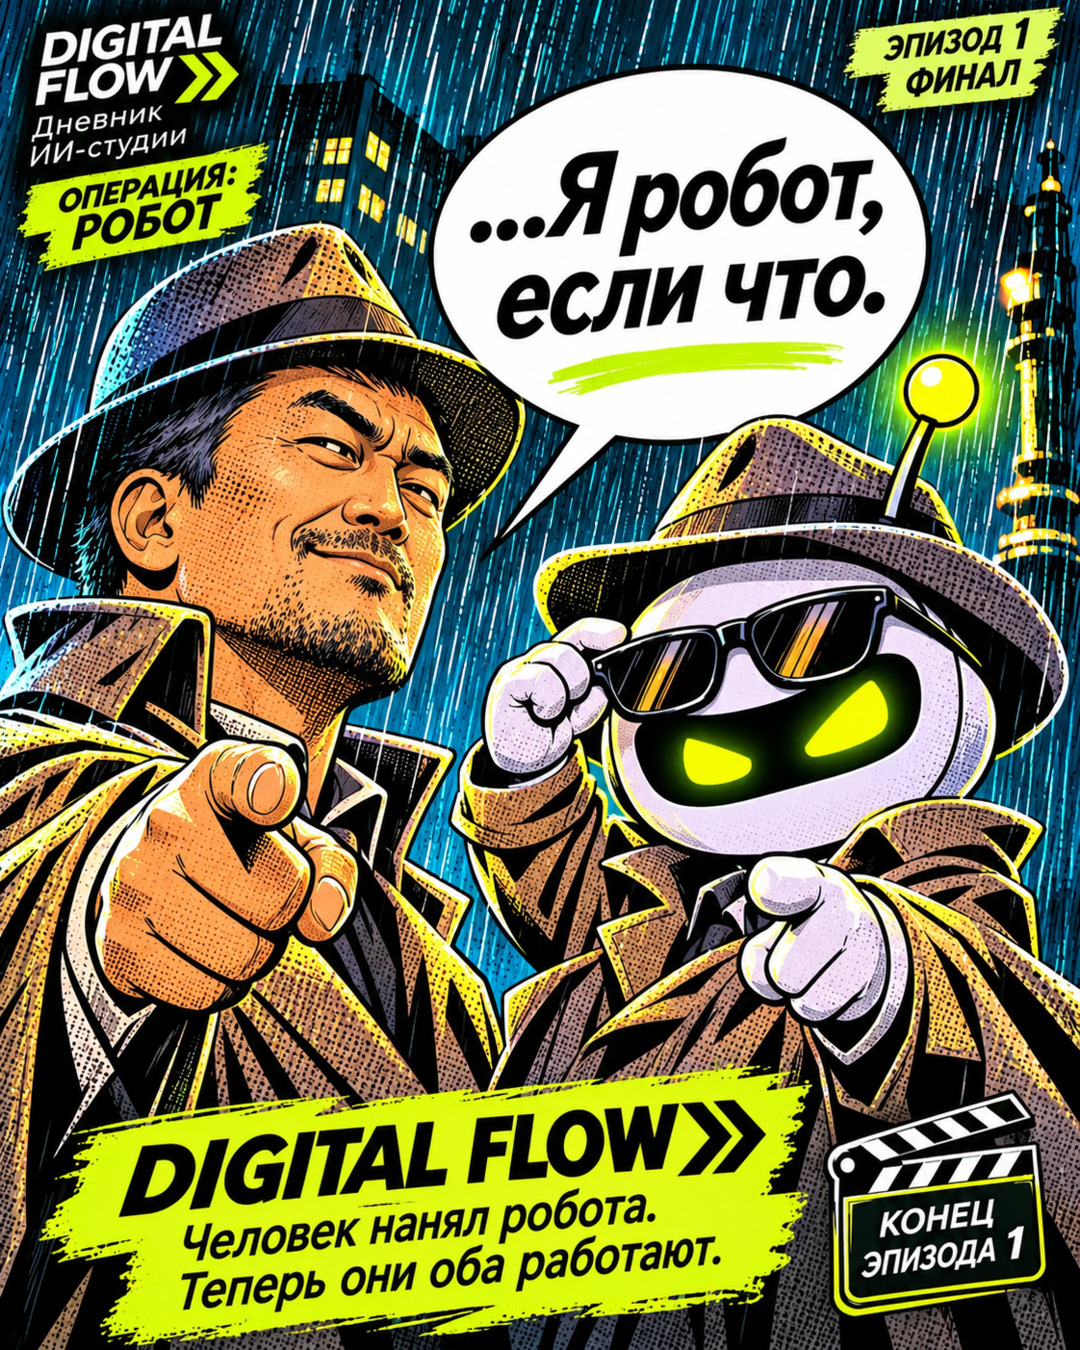 DIGITAL
FLOW
Дневник
ИИ-студии
ОПЕРАЦИЯ:
РОБОТ
ЭПИЗОД 1
ФИНАЛ
...Я робот,
если что.
DIGITAL FLOW
Человек нанял робота.
Теперь они оба работают.
КОНЕЦ
ЭПИЗОДА 1